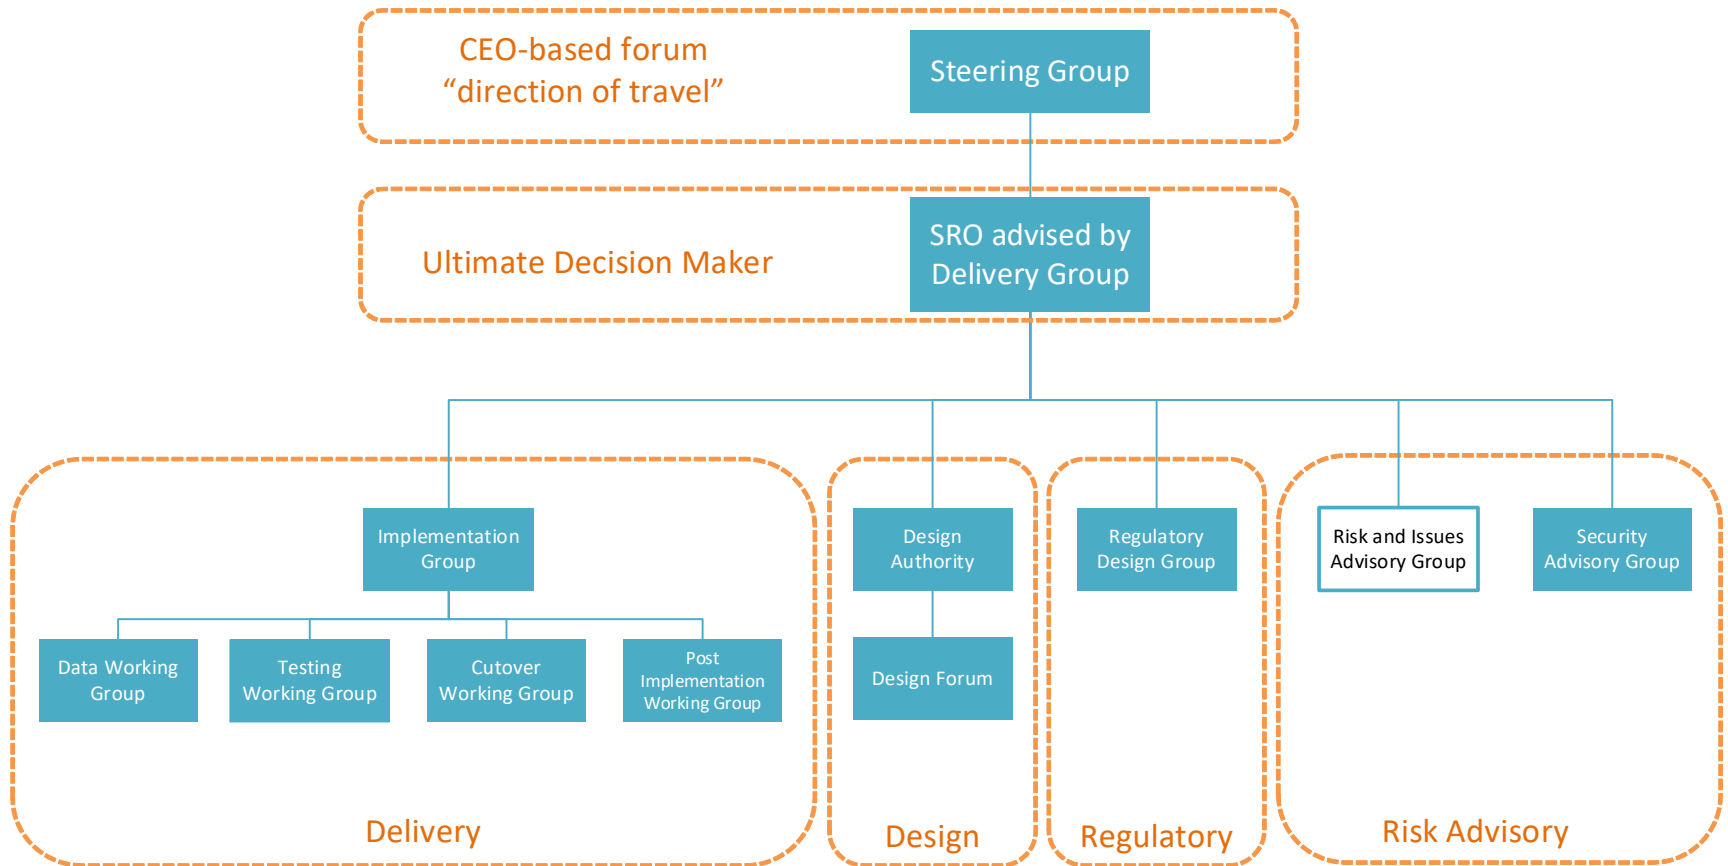 CEO-based forum
“direction of travel”
Steering Group
Ultimate Decision Maker
SRO advised by
Delivery Group
Implementation
Group
Design
Authority
Regulatory
Design Group
Risk and Issues
Advisory Group
Security
Advisory Group
Data Working
Group
Testing
Working Group
Cutover
Working Group
Post
Implementation
Working Group
Design Forum
Delivery
Design
Regulatory
Risk Advisory